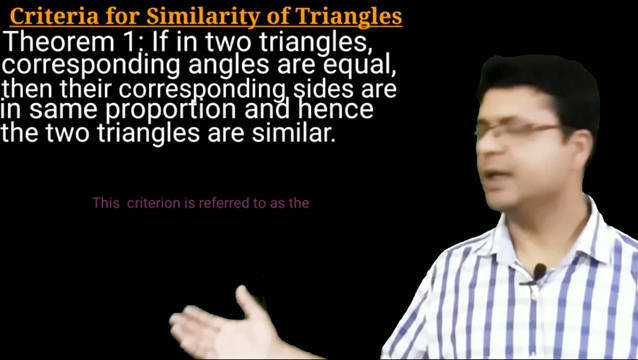 Criteria for Similarity of Triangles
Theorem 1: If in two triangles,
corresponding angles are equal,
then their corresponding sides are
in same proportion and hence
the two triangles are similar.
This criterion is referred to as the